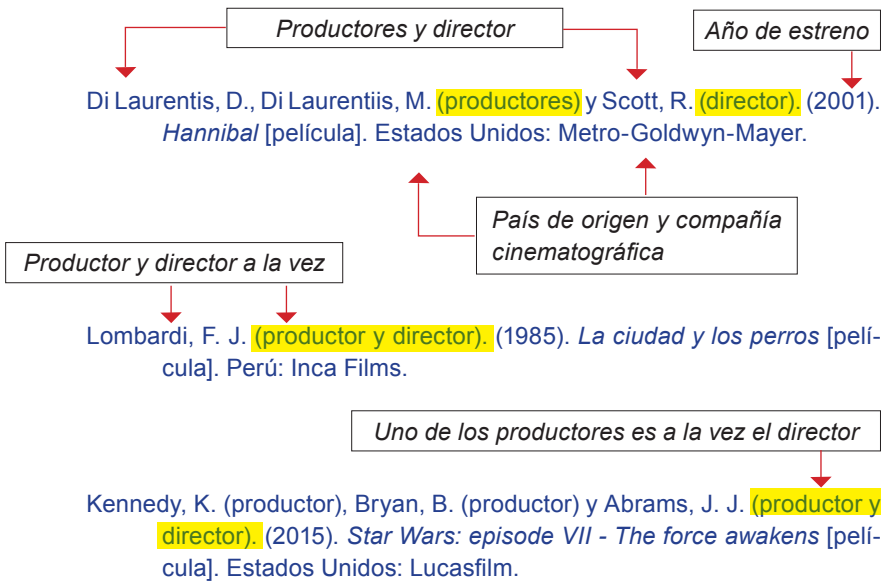 Productores y director
Año de estreno
Di Laurentis, D., Di Laurentiis, M. (productores) y Scott, R. (director). (2001).
Hannibal [película]. Estados Unidos: Metro-Goldwyn-Mayer.
País de origen y compañía
cinematográfica
Productor y director a la vez
Lombardi, F. J. (productor y director). (1985). La ciudad y los perros [pelí-
cula]. Perú: Inca Films.
Uno de los productores es a la vez el director
Kennedy, K. (productor), Bryan, B. (productor) y Abrams, J. J. (productor y
director). (2015). Star Wars: episode VII - The force awakens [pelí-
cula]. Estados Unidos: Lucasfilm.